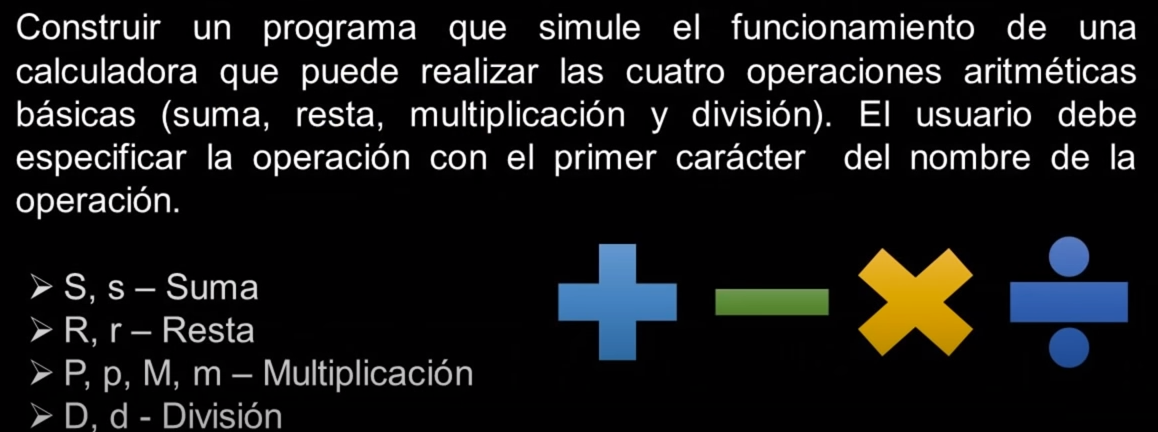 Construir un programa que simule el funcionamiento de una
calculadora que puede realizar las cuatro operaciones aritméticas
básicas (suma, resta, multiplicación y división). El usuario debe
especificar la operación con el primer carácter del nombre de la
operación.
➢ S, s – Suma
➢ R, r – Resta
➢ P, p, M, m – Multiplicación
➢ D, d - División